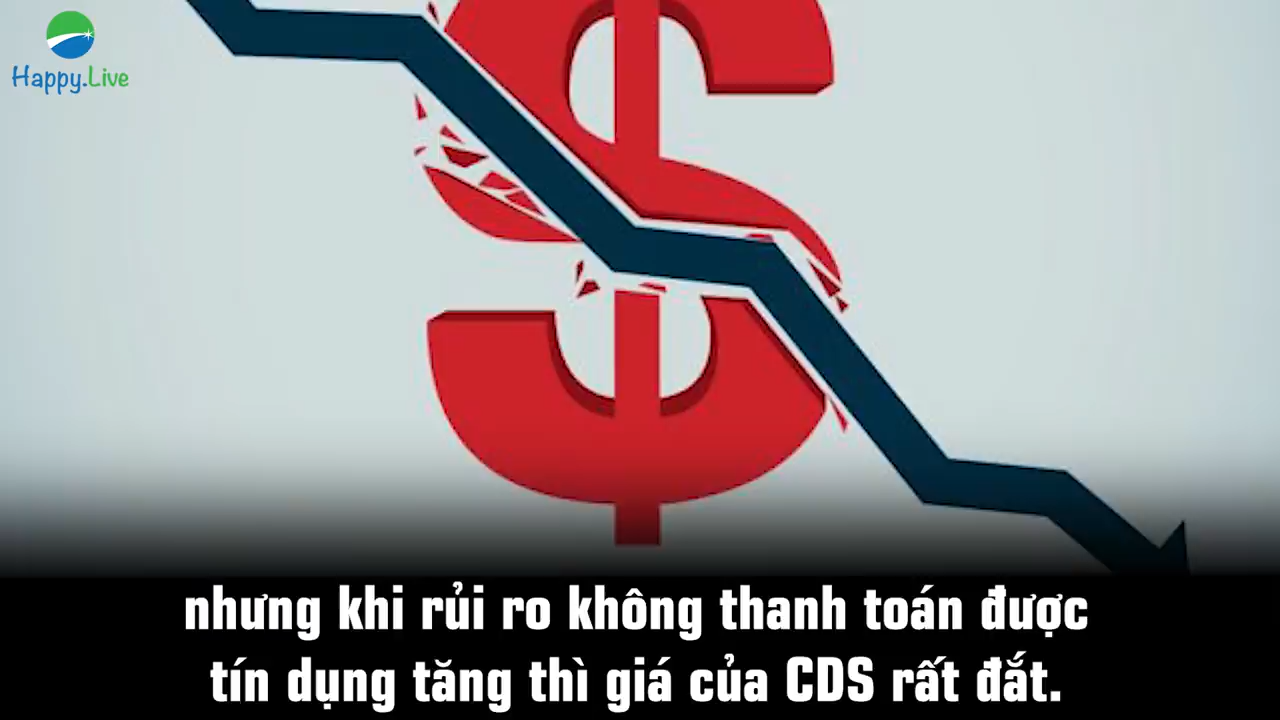 Happy.Live
nhưng khi rủi ro không thanh toán được
tín dụng tăng thì giá của CDS rất đắt.